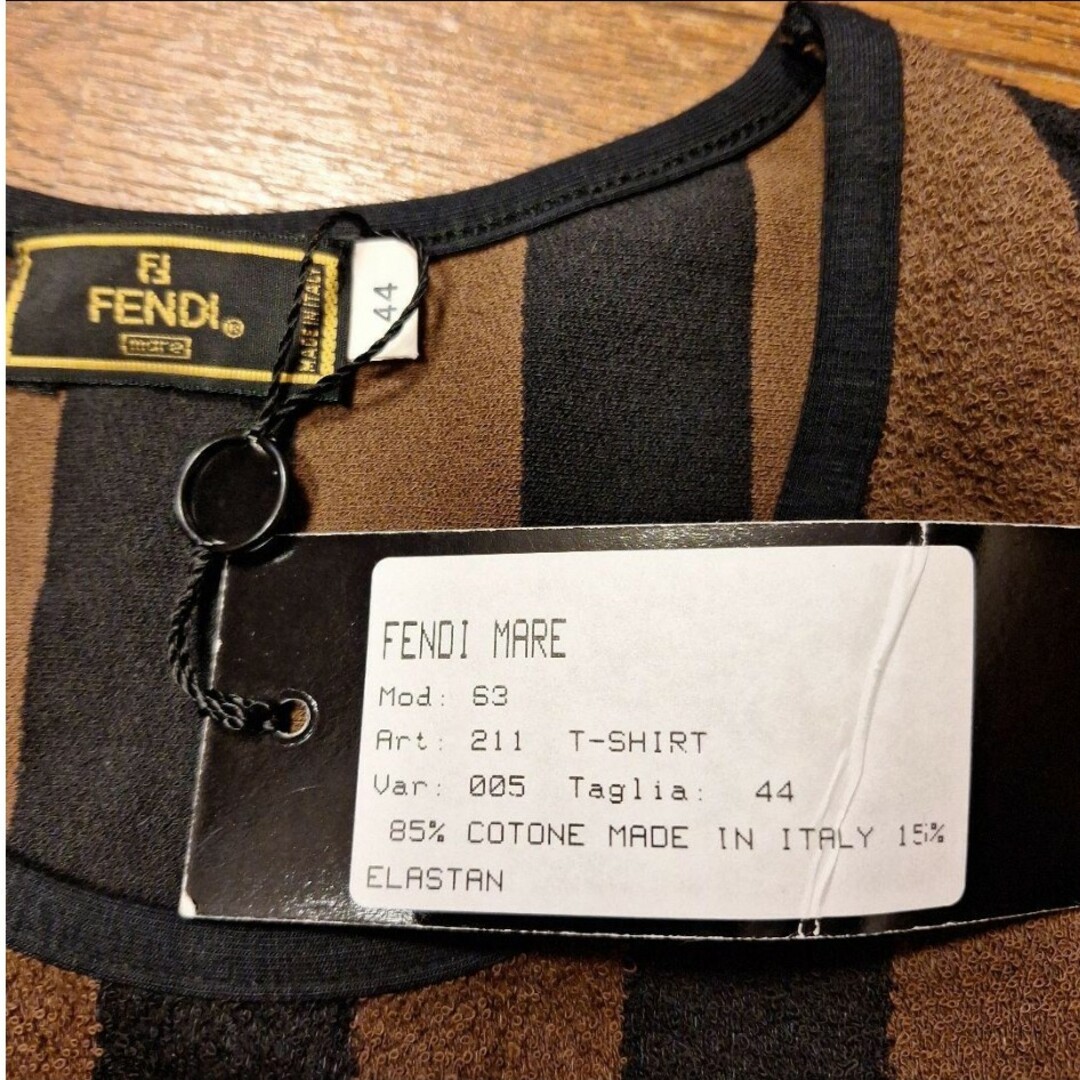 FF
FENDI®
mare
MADE IN ITALY
44
FENDI MARE
Mod: S3
Art: 211 T-SHIRT
Var: 005 Taglia: 44
85% COTONE MADE IN ITALY 15%
ELASTAN